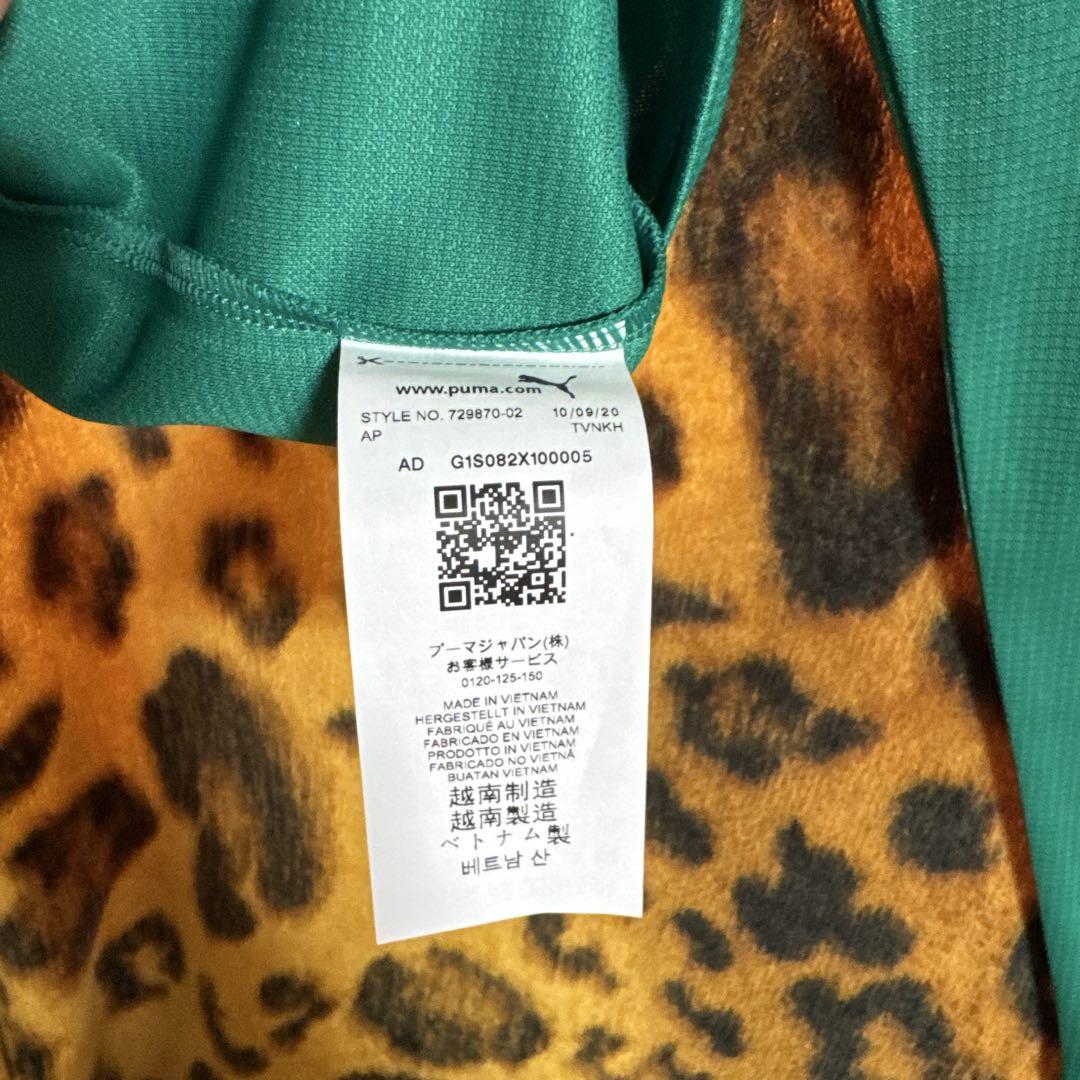 www.puma.com
STYLE NO. 729870-02 10/09/20
AP TVNKH
AD G1S082X100005
プーマジャパン(株)
お客様サービス
0120-125-150
MADE IN VIETNAM
HERGESTELLT IN VIETNAM
FABRIQUÉ AU VIETNAM
FABRICADO EN VIETNAM
PRODOTTO IN VIETNAM
FABRICADO NO VIETNÃ
BUATAN VIETNAM
越南制造
越南製造
ベトナム製
베트남 산